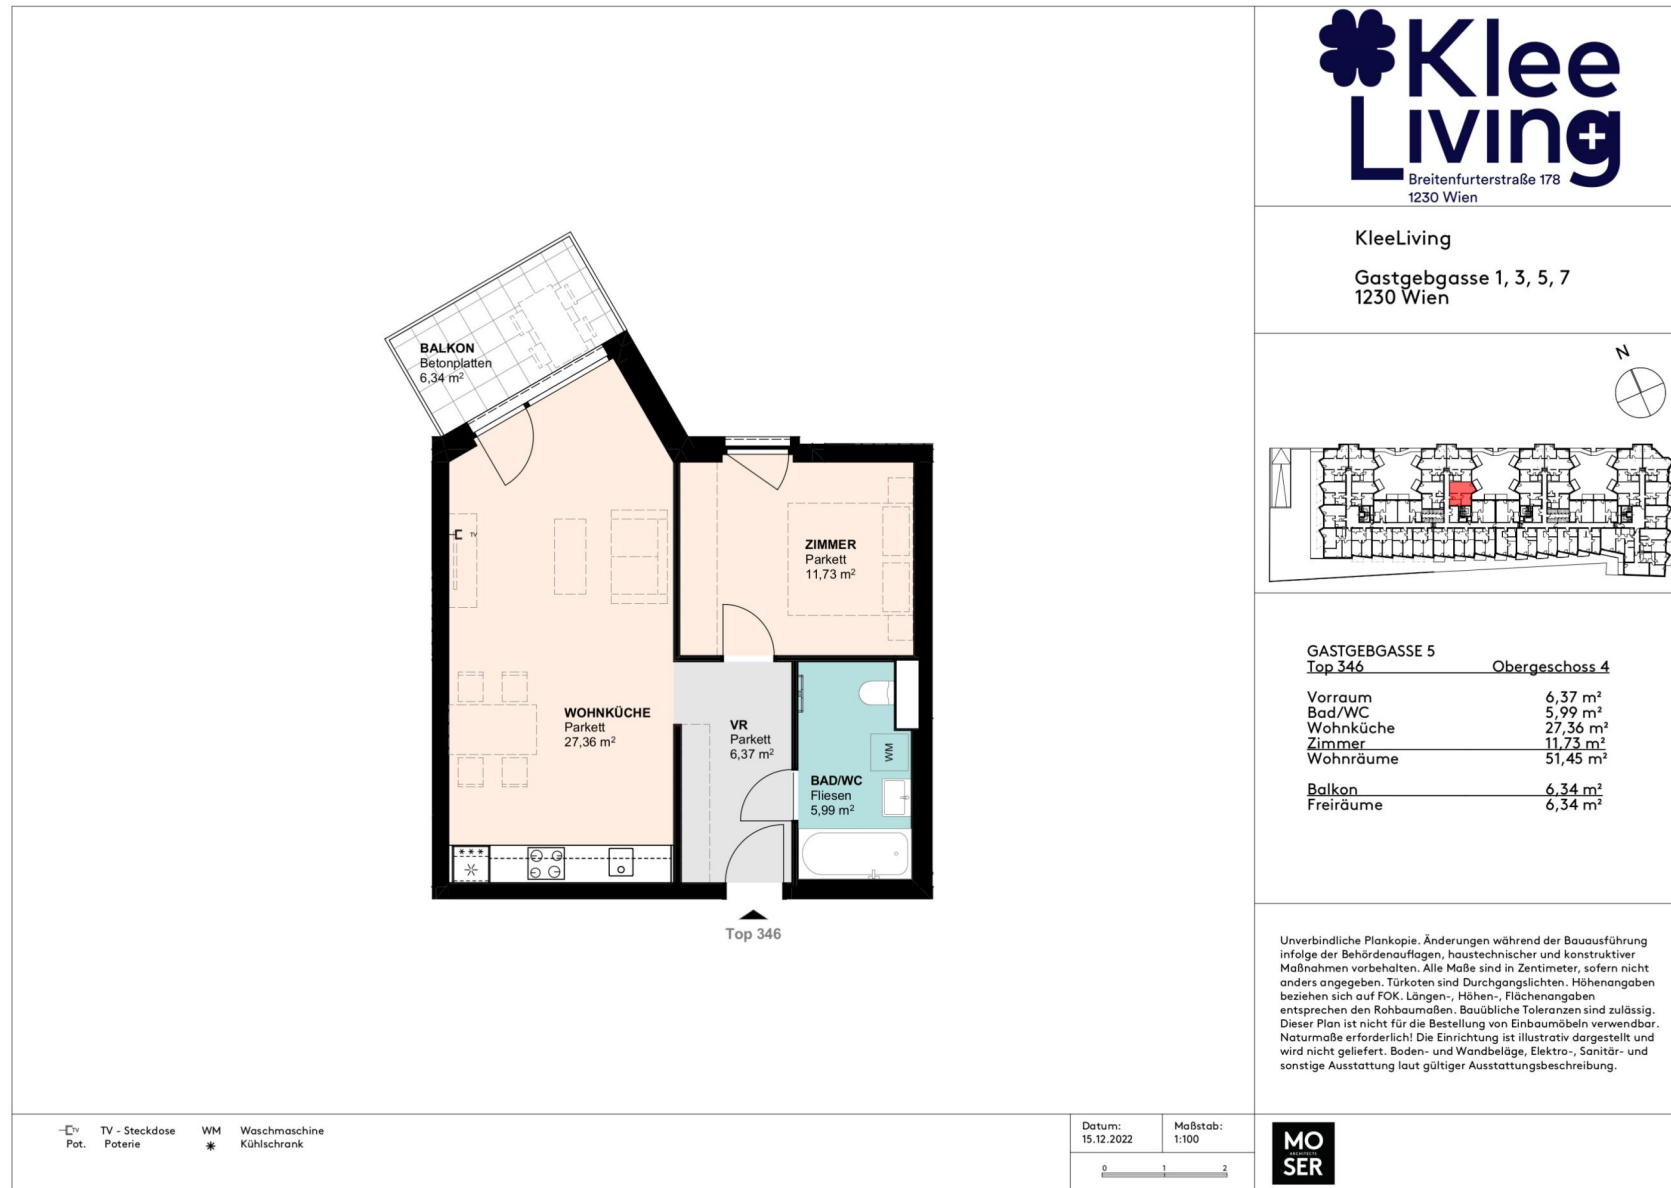 Klee
Living
Breitenfurterstraße 178
1230 Wien
KleeLiving
Gastgebgasse 1, 3, 5, 7
1230 Wien
N
BALKON
Betonplatten
6,34 m²
TV
ZIMMER
Parkett
11,73 m²
WOHNKÜCHE
Parkett
27,36 m²
VR
Parkett
6,37 m²
WM
BAD/WC
Fliesen
5,99 m²
Top 346
GASTGEBGASSE 5
Top 346 Obergeschoss 4
Vorraum 6,37 m²
Bad/WC 5,99 m²
Wohnküche 27,36 m²
Zimmer 11,73 m²
Wohnräume 51,45 m²
Balkon 6,34 m²
Freiräume 6,34 m²
Unverbindliche Plankopie. Änderungen während der Bauausführung
infolge der Behördenauflagen, haustechnischer und konstruktiver
Maßnahmen vorbehalten. Alle Maße sind in Zentimeter, sofern nicht
anders angegeben. Türkoten sind Durchgangslichten. Höhenangaben
beziehen sich auf FOK. Längen-, Höhen-, Flächenangaben
entsprechen den Rohbaumaßen. Bauübliche Toleranzen sind zulässig.
Dieser Plan ist nicht für die Bestellung von Einbaumöbeln verwendbar.
Naturmaße erforderlich! Die Einrichtung ist illustrativ dargestellt und
wird nicht geliefert. Boden- und Wandbeläge, Elektro-, Sanitär- und
sonstige Ausstattung laut gültiger Ausstattungsbeschreibung.
TV TV - Steckdose WM Waschmaschine
Pot. Poterie Kühlschrank
Datum: Maßstab:
15.12.2022 1:100
0 1 2
MO
ARCHITECTS
SER